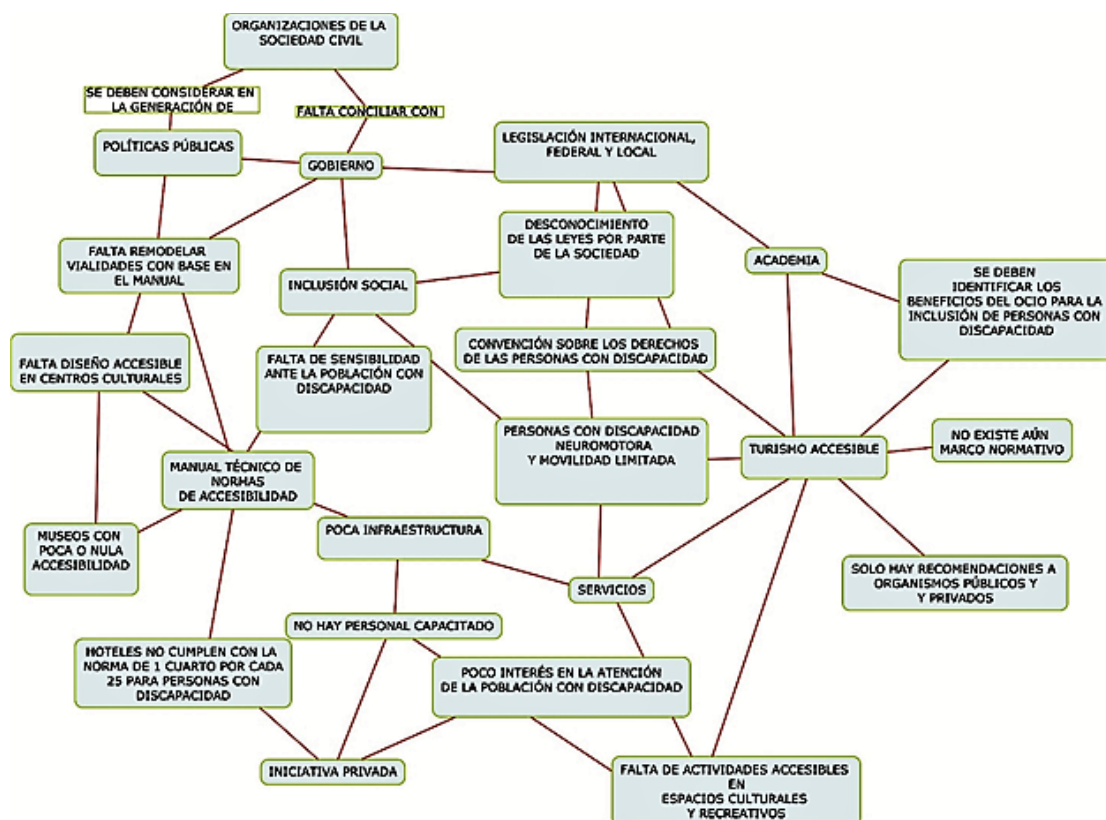 ORGANIZACIONES DE LA
SOCIEDAD CIVIL
SE DEBEN CONSIDERAR EN
LA GENERACIÓN DE
FALTA CONCILIAR CON
POLÍTICAS PÚBLICAS
GOBIERNO
LEGISLACIÓN INTERNACIONAL,
FEDERAL Y LOCAL
FALTA REMODELAR
VIALIDADES CON BASE EN
EL MANUAL
INCLUSIÓN SOCIAL
DESCONOCIMIENTO
DE LAS LEYES POR PARTE
DE LA SOCIEDAD
ACADEMIA
SE DEBEN
IDENTIFICAR LOS
BENEFICIOS DEL OCIO PARA LA
INCLUSIÓN DE PERSONAS CON
DISCAPACIDAD
FALTA DISEÑO ACCESIBLE
EN CENTROS CULTURALES
FALTA DE SENSIBILIDAD
ANTE LA POBLACIÓN CON
DISCAPACIDAD
CONVENCIÓN SOBRE LOS DERECHOS
DE LAS PERSONAS CON DISCAPACIDAD
PERSONAS CON DISCAPACIDAD
NEUROMOTORA
Y MOVILIDAD LIMITADA
TURISMO ACCESIBLE
NO EXISTE AÚN
MARCO NORMATIVO
MANUAL TÉCNICO DE
NORMAS
DE ACCESIBILIDAD
MUSEOS CON
POCA O NULA
ACCESIBILIDAD
POCA INFRAESTRUCTURA
SERVICIOS
SOLO HAY RECOMENDACIONES A
ORGANISMOS PÚBLICOS Y
Y PRIVADOS
NO HAY PERSONAL CAPACITADO
HOTELES NO CUMPLEN CON LA
NORMA DE 1 CUARTO POR CADA
25 PARA PERSONAS CON
DISCAPACIDAD
POCO INTERÉS EN LA ATENCIÓN
DE LA POBLACIÓN CON DISCAPACIDAD
INICIATIVA PRIVADA
FALTA DE ACTIVIDADES ACCESIBLES
EN
ESPACIOS CULTURALES
Y RECREATIVOS